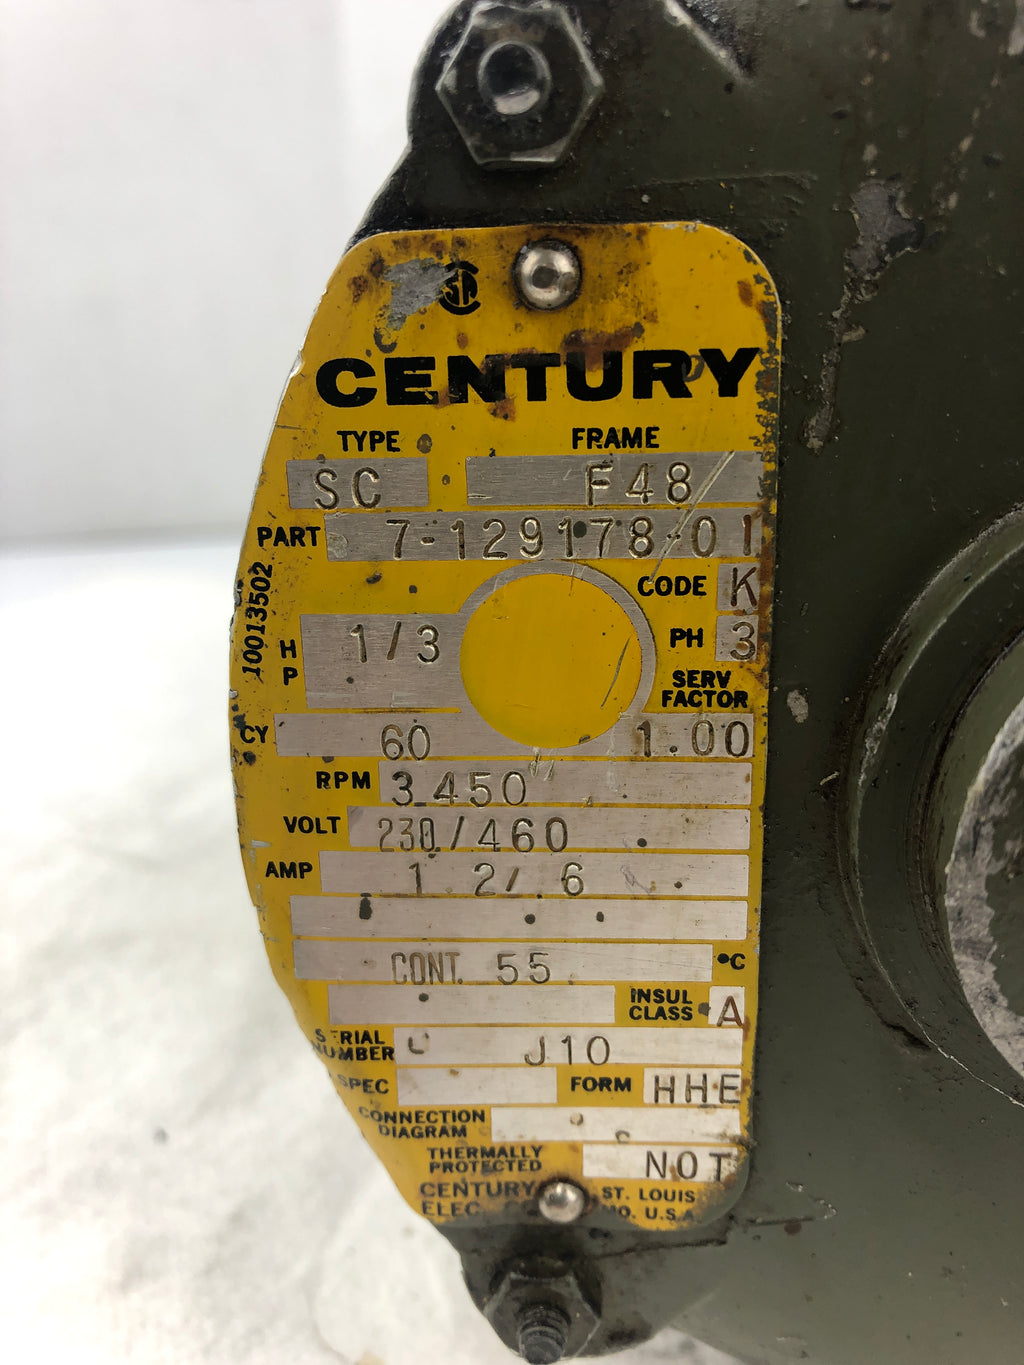 CENTURY
TYPE FRAME
SC F48
PART 7-129178-01
CODE K
10013502
HP 1/3 PH 3
SERV
FACTOR
CY 60 1.00
RPM 3450
VOLT 230/460
AMP 1.2/.6
CONT. 55 °C
INSUL
CLASS A
SERIAL
NUMBER J10
SPEC FORM HHE
CONNECTION
DIAGRAM
THERMALLY
PROTECTED NOT
CENTURY ST. LOUIS
ELEC. MO. U.S.A.